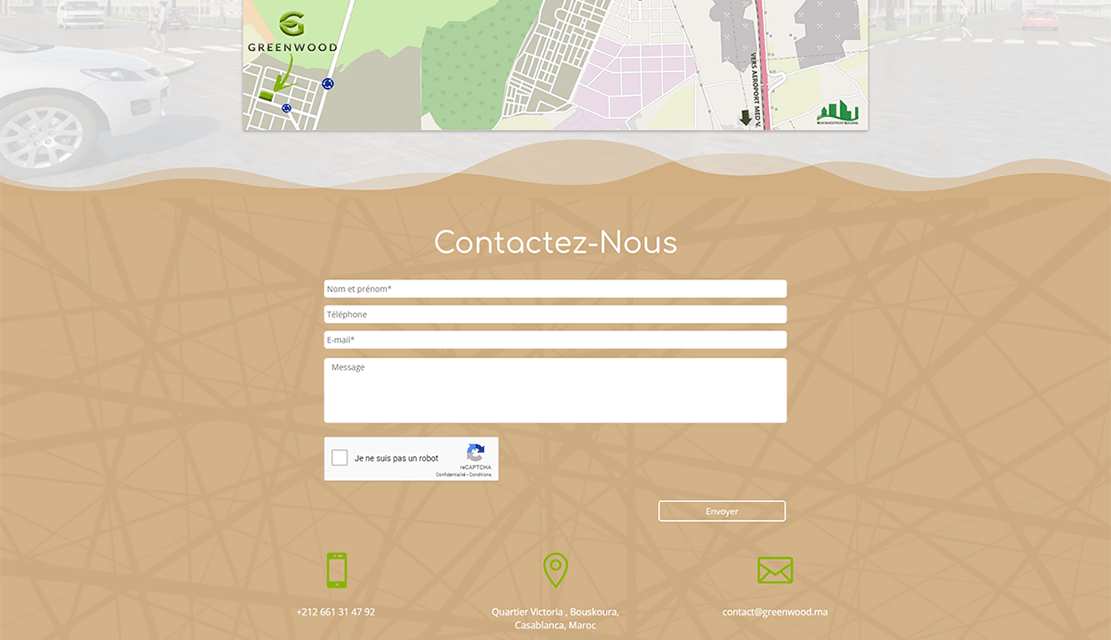 GREENWOOD
VERS AEROPORT MED V.
Contactez-Nous
Nom et prénom*
Téléphone
E-mail*
Message
Je ne suis pas un robot
reCAPTCHA
Confidentialité - Conditions
Envoyer
+212 661 31 47 92
Quartier Victoria , Bouskoura,
Casablanca, Maroc
contact@greenwood.ma